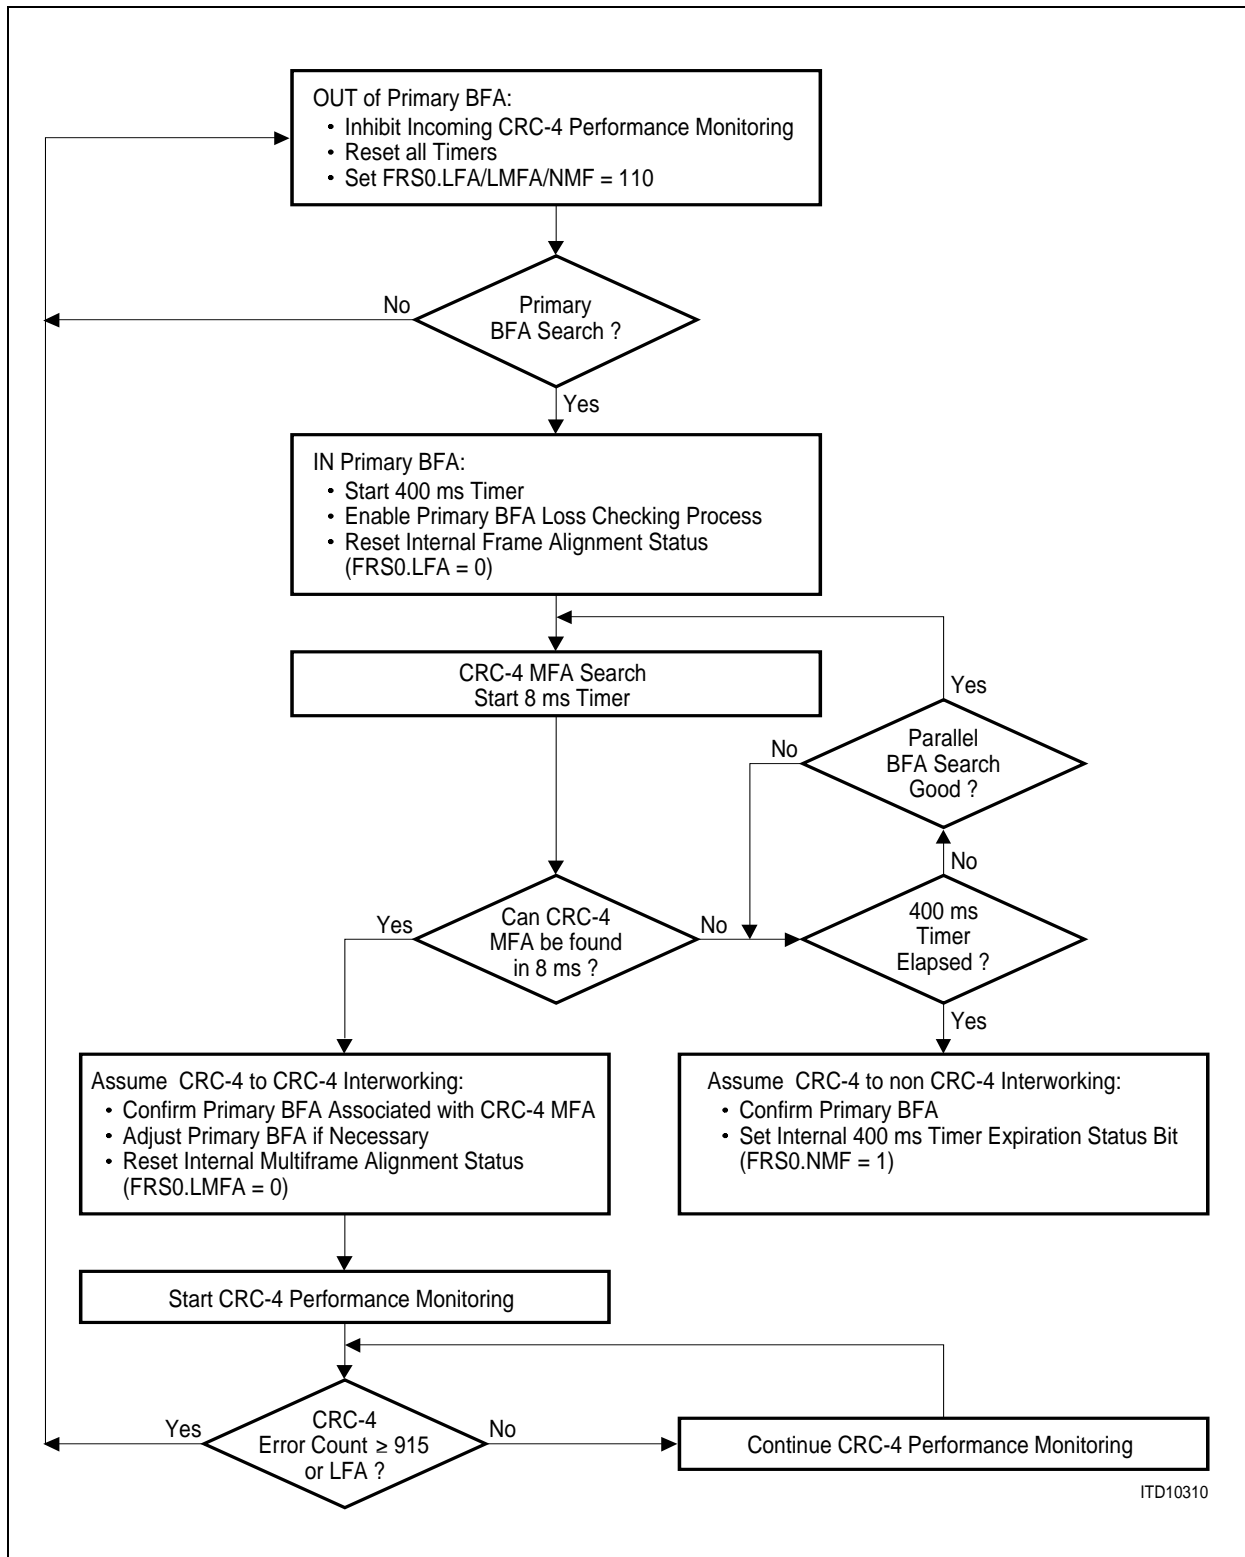 OUT of Primary BFA:
• Inhibit Incoming CRC-4 Performance Monitoring
• Reset all Timers
• Set FRS0.LFA/LMFA/NMF = 110
No
Primary
BFA Search ?
Yes
IN Primary BFA:
• Start 400 ms Timer
• Enable Primary BFA Loss Checking Process
• Reset Internal Frame Alignment Status
(FRS0.LFA = 0)
CRC-4 MFA Search
Start 8 ms Timer
Yes
No
Parallel
BFA Search
Good ?
No
Yes
Can CRC-4
MFA be found
in 8 ms ?
No
400 ms
Timer
Elapsed ?
Yes
Assume CRC-4 to CRC-4 Interworking:
• Confirm Primary BFA Associated with CRC-4 MFA
• Adjust Primary BFA if Necessary
• Reset Internal Multiframe Alignment Status
(FRS0.LMFA = 0)
Assume CRC-4 to non CRC-4 Interworking:
• Confirm Primary BFA
• Set Internal 400 ms Timer Expiration Status Bit
(FRS0.NMF = 1)
Start CRC-4 Performance Monitoring
Yes
CRC-4
Error Count ≥ 915
or LFA ?
No
Continue CRC-4 Performance Monitoring
ITD10310